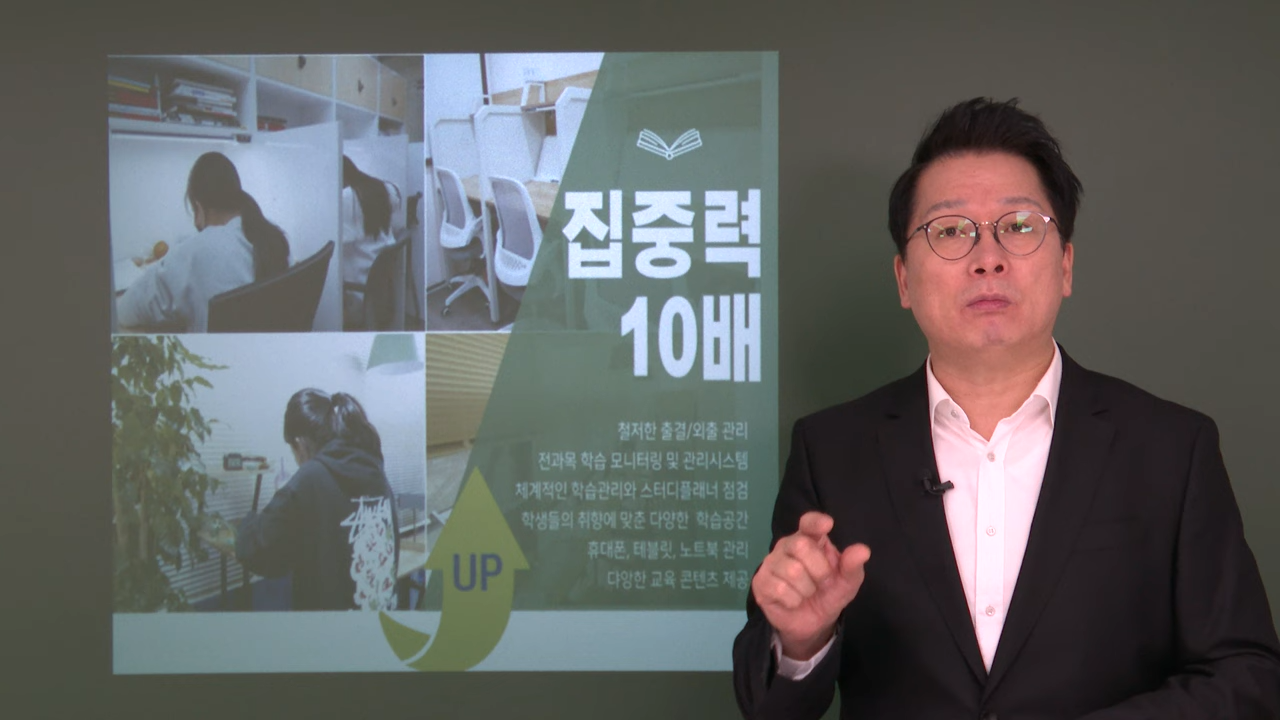 집중력
10배
철저한 출결/외출 관리
전과목 학습 모니터링 및 관리시스템
체계적인 학습관리와 스터디플래너 점검
학생들의 취향에 맞춘 다양한 학습공간
휴대폰, 테블릿, 노트북 관리
다양한 교육 콘텐츠 제공
UP